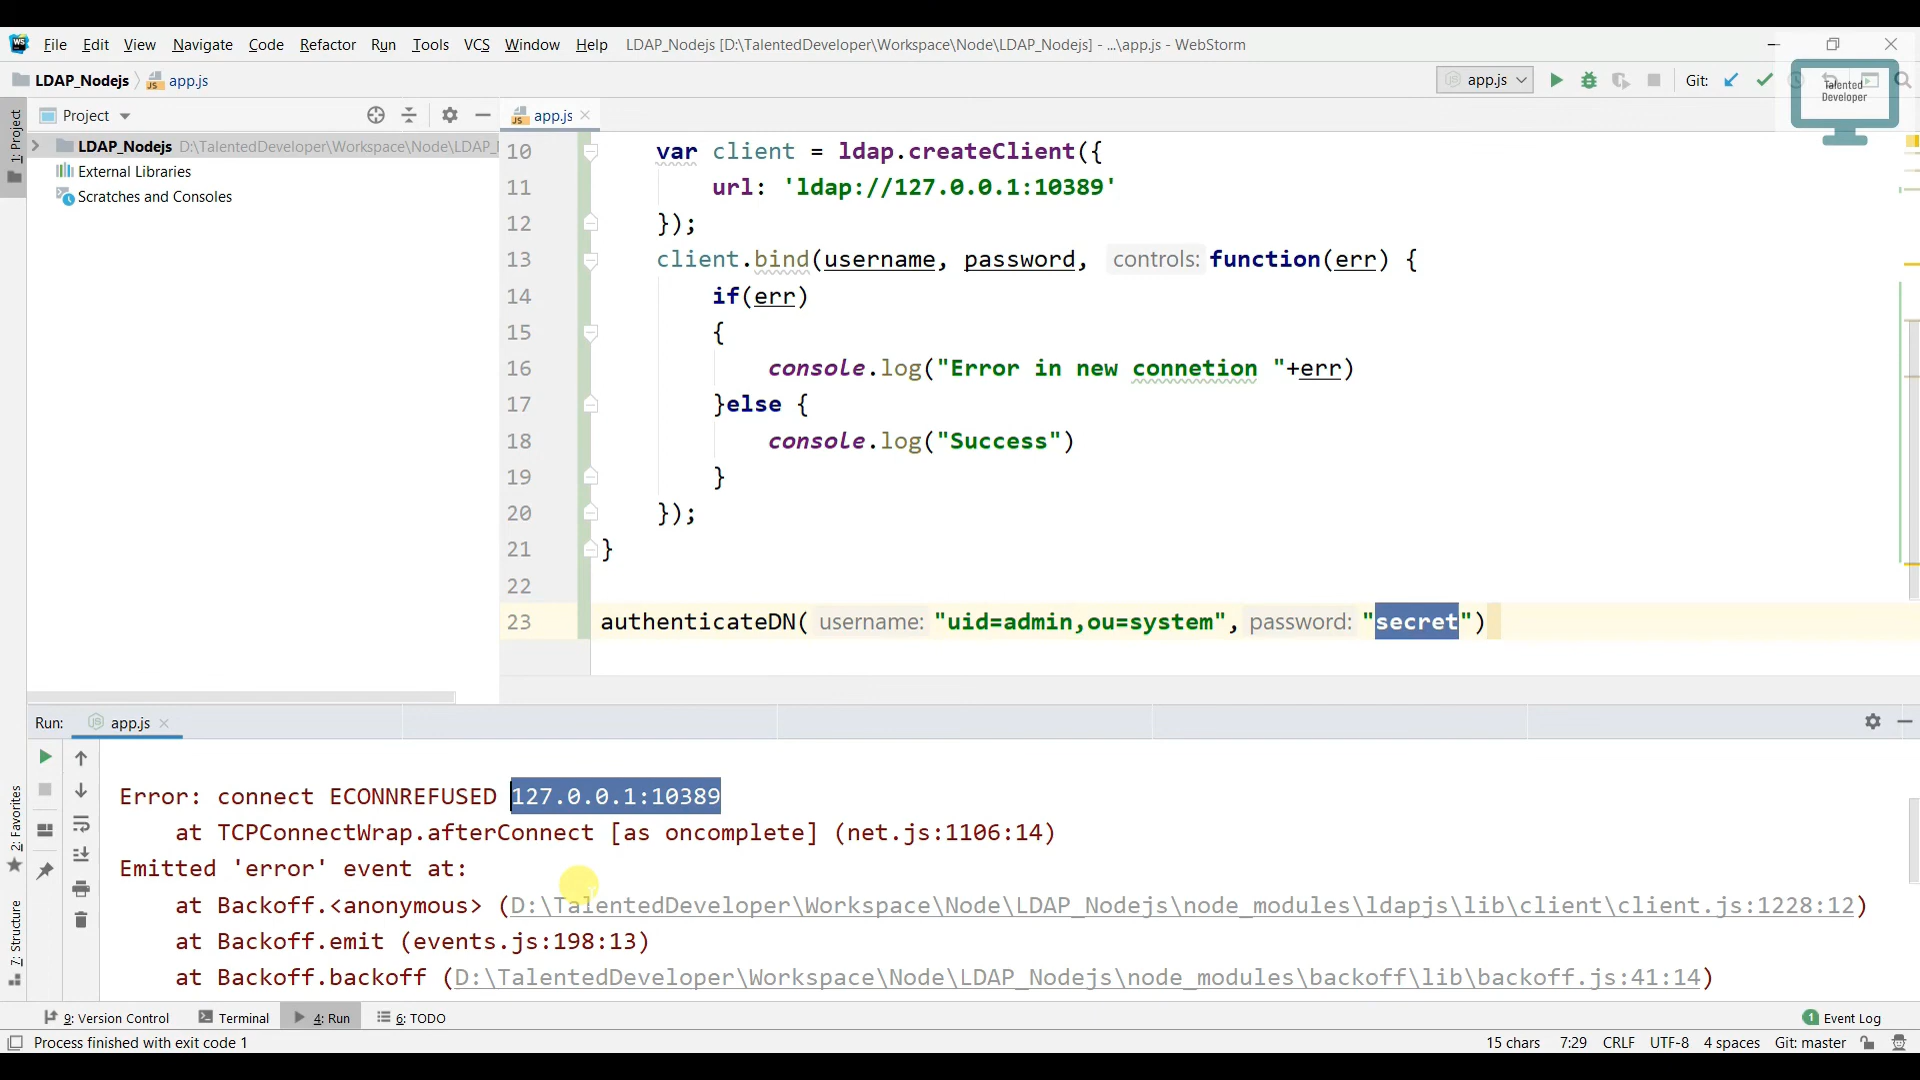 File Edit View Navigate Code Refactor Run Tools VCS Window Help LDAP_Nodejs [D:\TalentedDeveloper\Workspace\Node\LDAP_Nodejs] - ...\app.js - WebStorm
LDAP_Nodejs app.js
app.js Git:
Talented
Developer
1: Project
Project
app.js
LDAP_Nodejs D:\TalentedDeveloper\Workspace\Node\LDAP_
External Libraries
Scratches and Consoles
10 var client = ldap.createClient({
11 url: 'ldap://127.0.0.1:10389'
12 });
13 client.bind(username, password, controls: function(err) {
14 if(err)
15 {
16 console.log("Error in new connetion "+err)
17 }else {
18 console.log("Success")
19 }
20 });
21 }
22
23 authenticateDN( username: "uid=admin,ou=system", password: "secret")
Run: app.js
Error: connect ECONNREFUSED 127.0.0.1:10389
at TCPConnectWrap.afterConnect [as oncomplete] (net.js:1106:14)
Emitted 'error' event at:
at Backoff.<anonymous> (D:\TalentedDeveloper\Workspace\Node\LDAP_Nodejs\node_modules\ldapjs\lib\client\client.js:1228:12)
at Backoff.emit (events.js:198:13)
at Backoff.backoff (D:\TalentedDeveloper\Workspace\Node\LDAP_Nodejs\node_modules\backoff\lib\backoff.js:41:14)
2: Favorites
7: Structure
9: Version Control Terminal 4: Run 6: TODO 1 Event Log
Process finished with exit code 1 15 chars 7:29 CRLF UTF-8 4 spaces Git: master